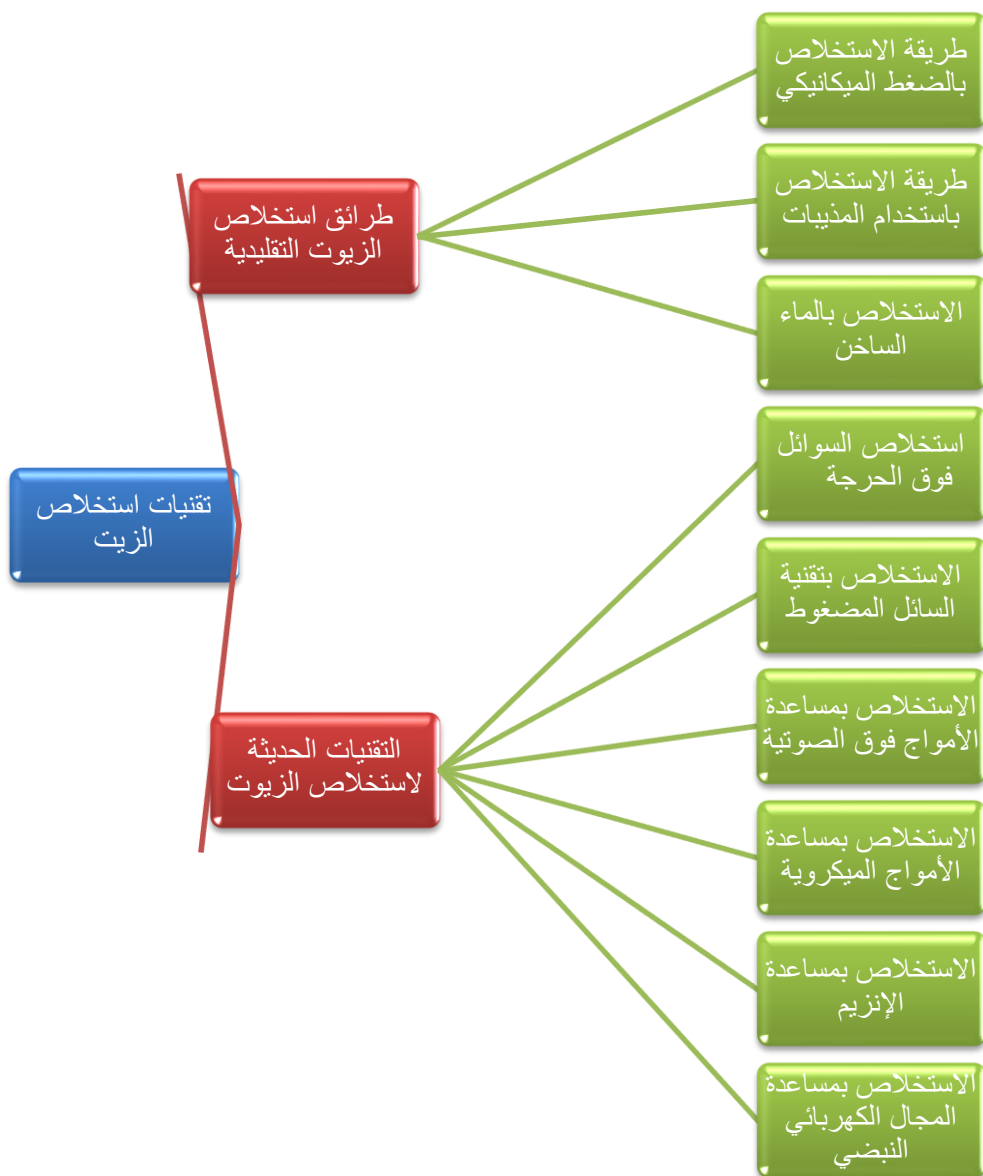 تقنيات استخلاص
الزيت
طرائق استخلاص
الزيوت التقليدية
طريقة الاستخلاص
بالضغط الميكانيكي
طريقة الاستخلاص
باستخدام المذيبات
الاستخلاص بالماء
الساخن
التقنيات الحديثة
لاستخلاص الزيوت
استخلاص السوائل
فوق الحرجة
الاستخلاص بتقنية
السائل المضغوط
الاستخلاص بمساعدة
الأمواج فوق الصوتية
الاستخلاص بمساعدة
الأمواج الميكروية
الاستخلاص بمساعدة
الإنزيم
الاستخلاص بمساعدة
المجال الكهربائي
النبضي